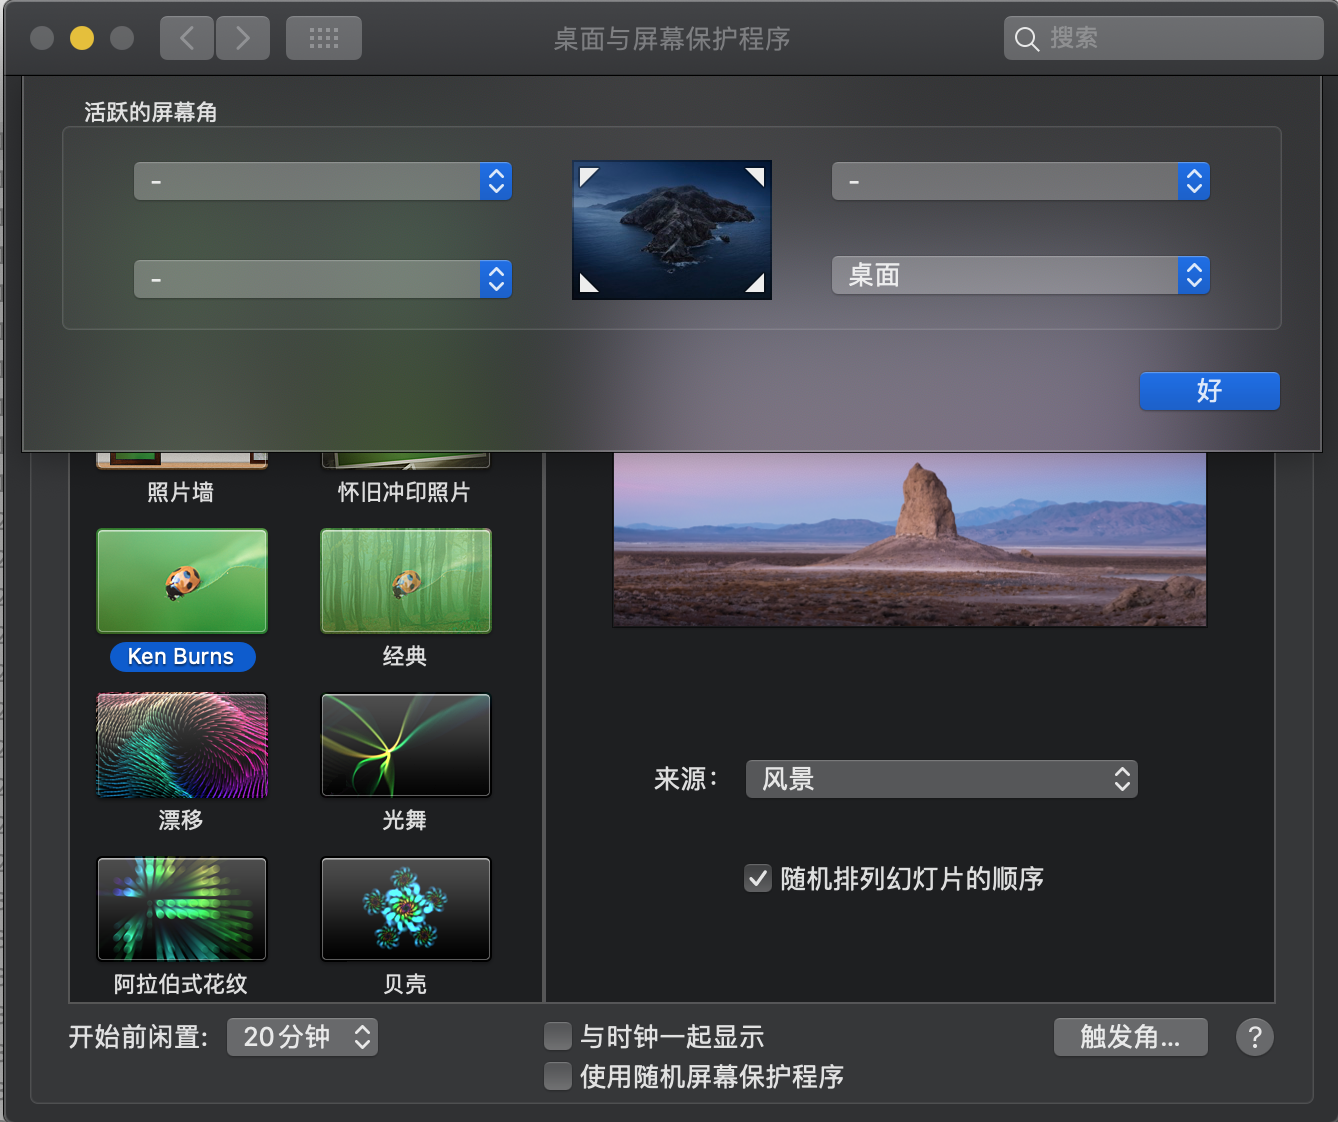 桌面与屏幕保护程序
搜索
活跃的屏幕角
-
-
-
桌面
好
照片墙
怀旧冲印照片
Ken Burns
经典
漂移
光舞
阿拉伯式花纹
贝壳
来源：
风景
随机排列幻灯片的顺序
开始前闲置:
20分钟
与时钟一起显示
使用随机屏幕保护程序
触发角...
?